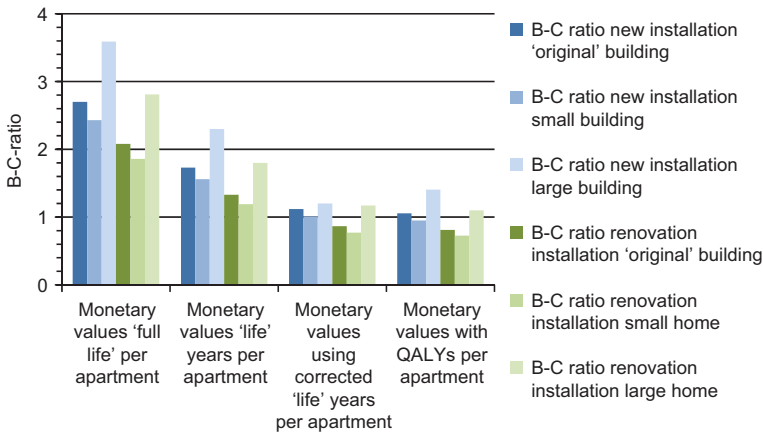 4
3
2
1
0
B-C-ratio
Monetary
values ‘full
life’ per
apartment
Monetary
values ‘life’
years per
apartment
Monetary
values
using
corrected
‘life’ years
per apartment
Monetary
values with
QALYs per
apartment
B-C ratio new installation
‘original’ building
B-C ratio new installation
small building
B-C ratio new installation
large building
B-C ratio renovation
installation ‘original’ building
B-C ratio renovation
installation small home
B-C ratio renovation
installation large home